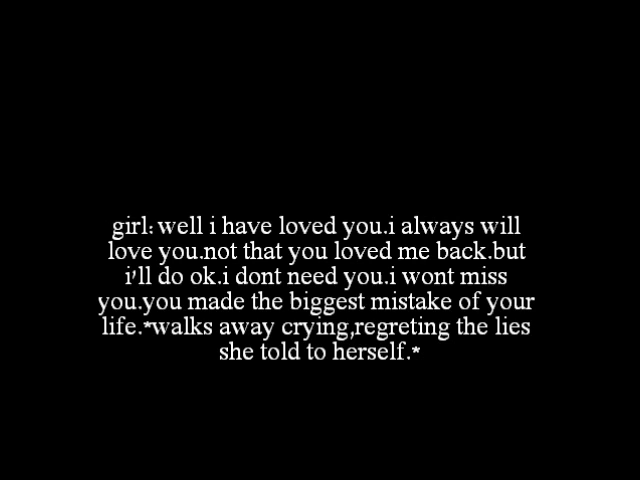 girl: well i have loved you.i always will
love you.not that you loved me back.but
i'll do ok.i dont need you.i wont miss
you.you made the biggest mistake of your
life.*walks away crying,regreting the lies
she told to herself.*